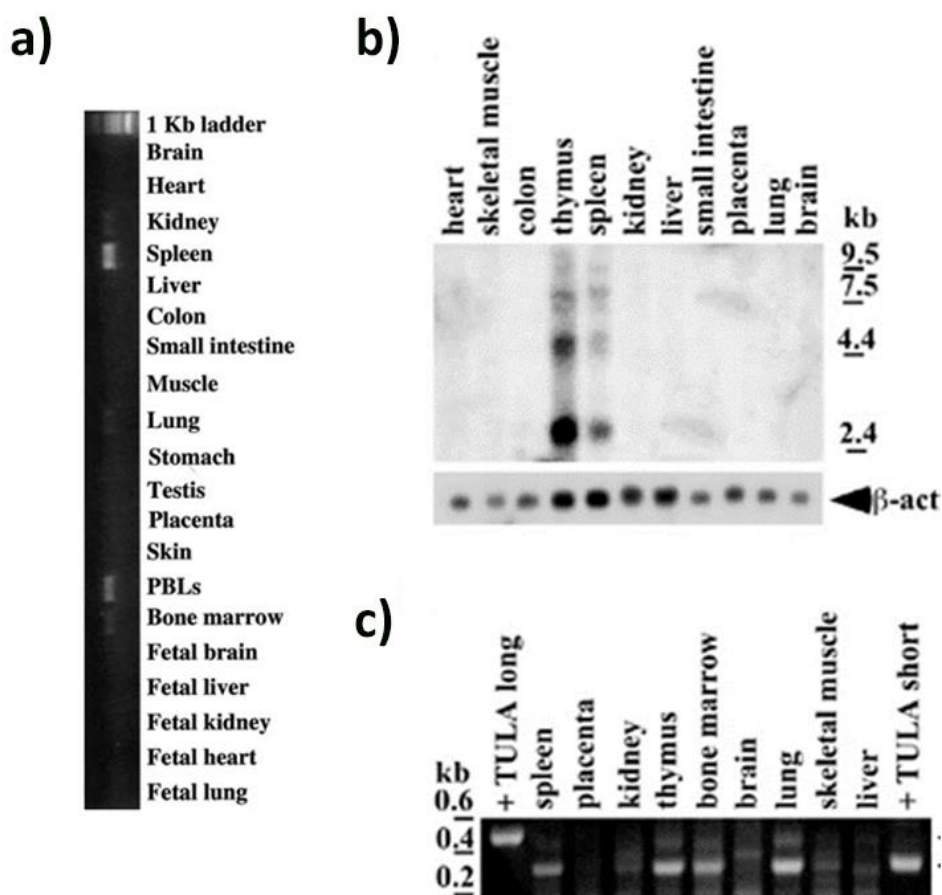 a)
1 Kb ladder
Brain
Heart
Kidney
Spleen
Liver
Colon
Small intestine
Muscle
Lung
Stomach
Testis
Placenta
Skin
PBLs
Bone marrow
Fetal brain
Fetal liver
Fetal kidney
Fetal heart
Fetal lung
b)
heart
skeletal muscle
colon
thymus
spleen
kidney
liver
small intestine
placenta
lung
brain
kb
9.5
7.5
4.4
2.4
β-act
c)
+ TULA long
spleen
placenta
kidney
thymus
bone marrow
brain
lung
skeletal muscle
liver
+ TULA short
kb
0.6
0.4
0.2